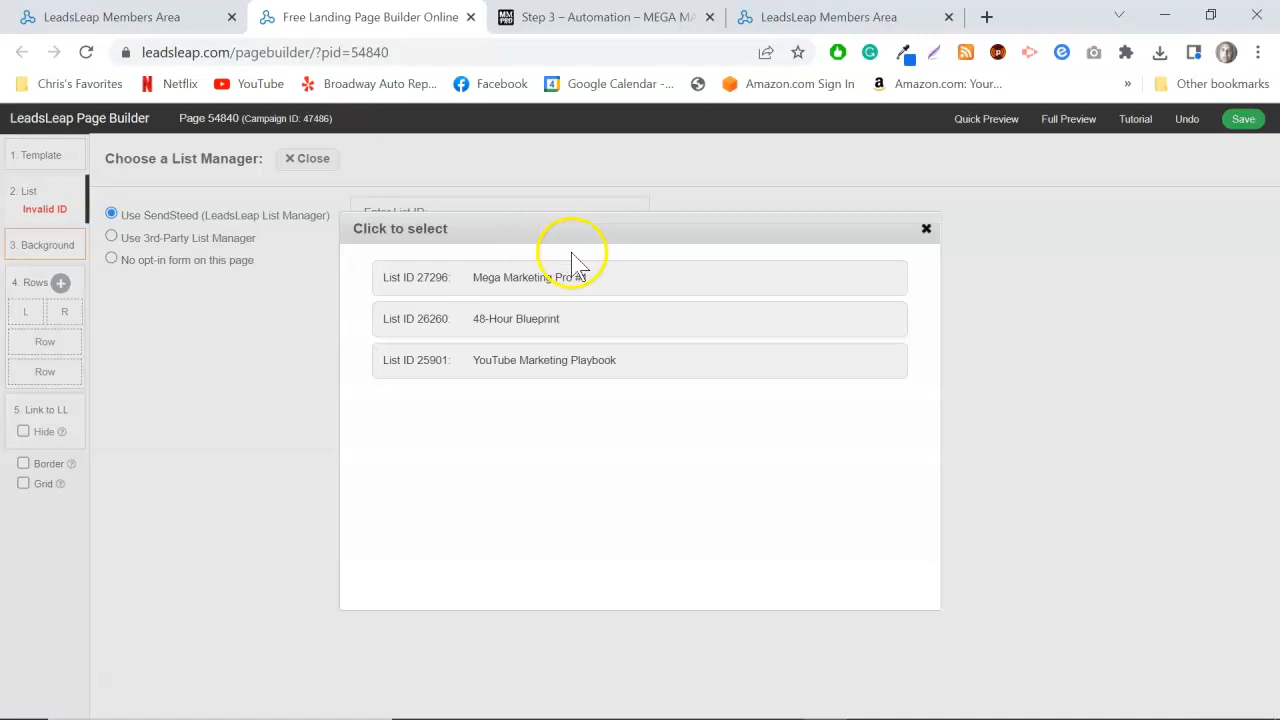 LeadsLeap Members Area
Free Landing Page Builder Online
Step 3 – Automation – MEGA MA
LeadsLeap Members Area
leadsleap.com/pagebuilder/?pid=54840
Chris's Favorites
Netflix
YouTube
Broadway Auto Rep...
Facebook
Google Calendar -...
Amazon.com Sign In
Amazon.com: Your...
»
Other bookmarks
LeadsLeap Page Builder
Page 54840 (Campaign ID: 47486)
Quick Preview
Full Preview
Tutorial
Undo
Save
1. Template
2. List
Invalid ID
3. Background
4. Rows
L
R
Row
Row
5. Link to LL
Hide
Border
Grid
Choose a List Manager:
Close
Use SendSteed (LeadsLeap List Manager)
Use 3rd-Party List Manager
No opt-in form on this page
Enter List ID:
Click to select
List ID 27296: Mega Marketing Pro
List ID 26260: 48-Hour Blueprint
List ID 25901: YouTube Marketing Playbook